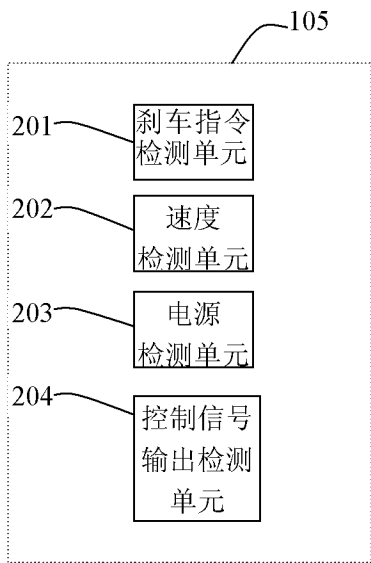 105
201
刹车指令
检测单元
202
速度
检测单元
203
电源
检测单元
204
控制信号
输出检测
单元